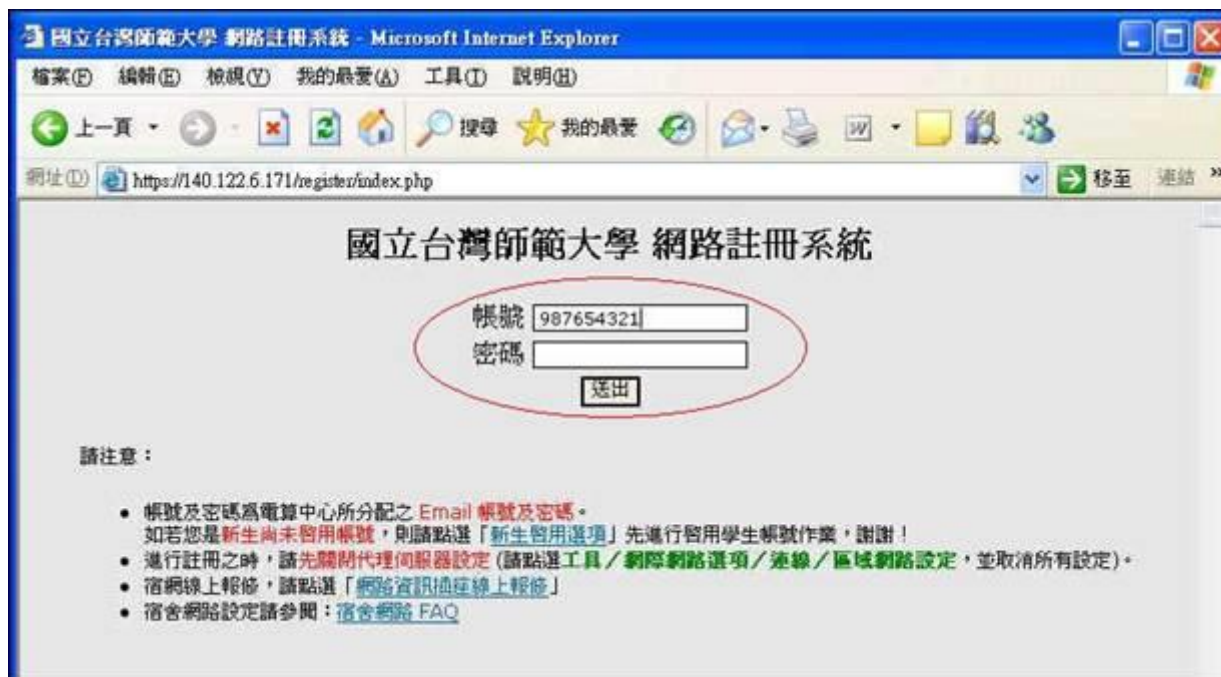 國立台灣師範大學 網路註冊系統 - Microsoft Internet Explorer
檔案(F) 編輯(E) 檢視(V) 我的最愛(A) 工具(T) 說明(H)
上一頁 搜尋 我的最愛
網址(D) https://140.122.6.171/register/index.php 移至 連結 »
國立台灣師範大學 網路註冊系統
帳號 987654321
密碼
送出
請注意：
• 帳號及密碼為電算中心所分配之 Email 帳號及密碼。
如若您是新生尚未啓用帳號，則請點選「新生啓用選項」先進行啓用學生帳號作業，謝謝！
• 進行註冊之時，請先關閉代理伺服器設定 (請點選工具／網際網路選項／連線／區域網路設定，並取消所有設定)。
• 宿網線上報修，請點選「網路資訊插座線上報修」
• 宿舍網路設定請參閱：宿舍網路 FAQ